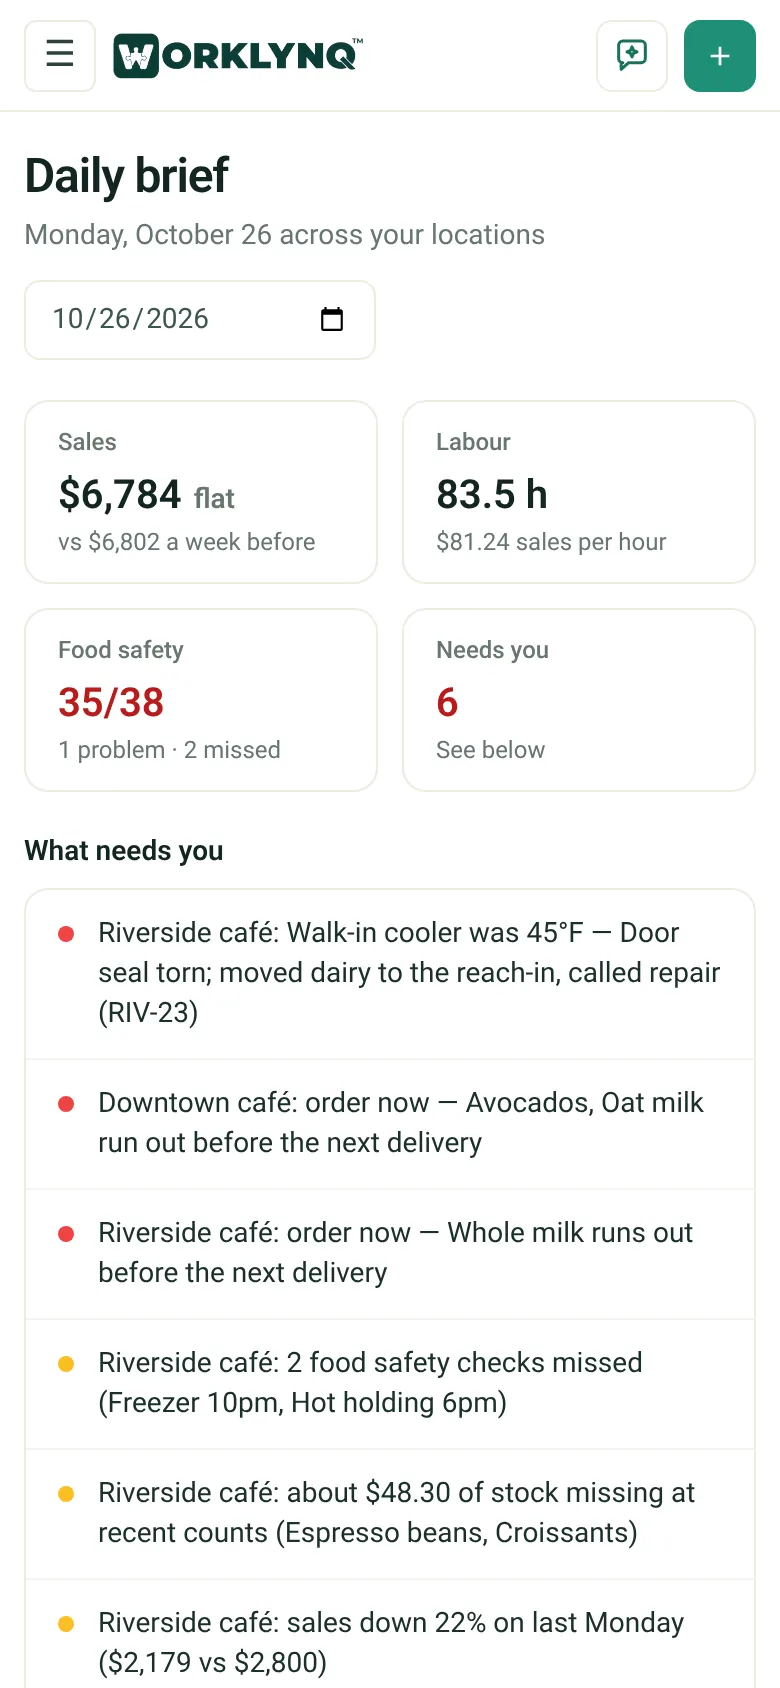 WORKLYNQ™
Daily brief
Monday, October 26 across your locations
10/26/2026
Sales
$6,784 flat
vs $6,802 a week before
Labour
83.5 h
$81.24 sales per hour
Food safety
35/38
1 problem · 2 missed
Needs you
6
See below
What needs you
Riverside café: Walk-in cooler was 45°F — Door
seal torn; moved dairy to the reach-in, called repair
(RIV-23)
Downtown café: order now — Avocados, Oat milk
run out before the next delivery
Riverside café: order now — Whole milk runs out
before the next delivery
Riverside café: 2 food safety checks missed
(Freezer 10pm, Hot holding 6pm)
Riverside café: about $48.30 of stock missing at
recent counts (Espresso beans, Croissants)
Riverside café: sales down 22% on last Monday
($2,179 vs $2,800)